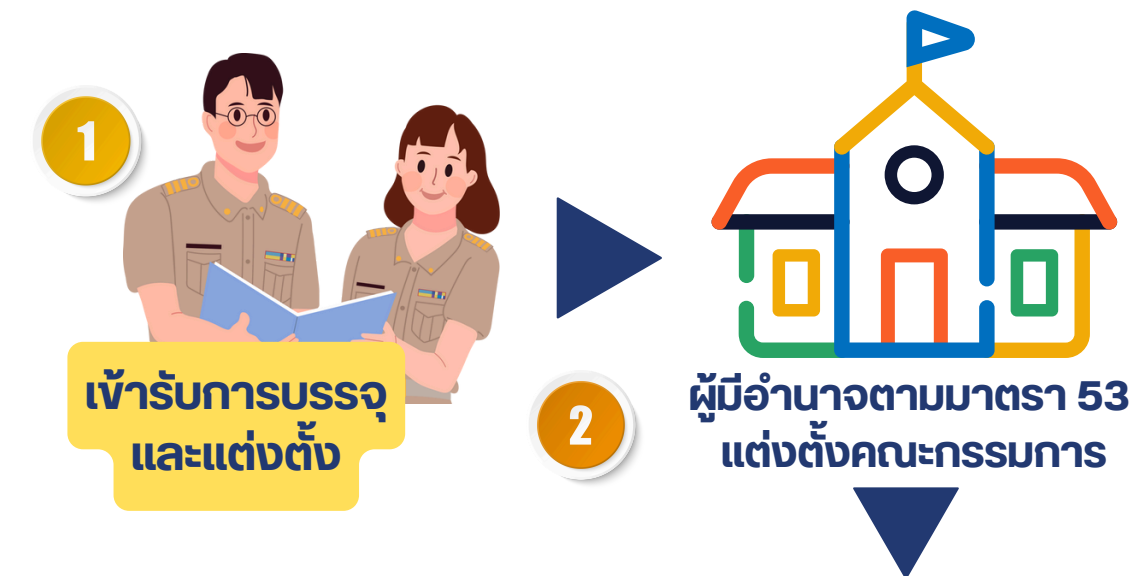 1
เข้ารับการบรรจุ
และแต่งตั้ง
2
ผู้มีอำนาจตามมาตรา 53
แต่งตั้งคณะกรรมการ